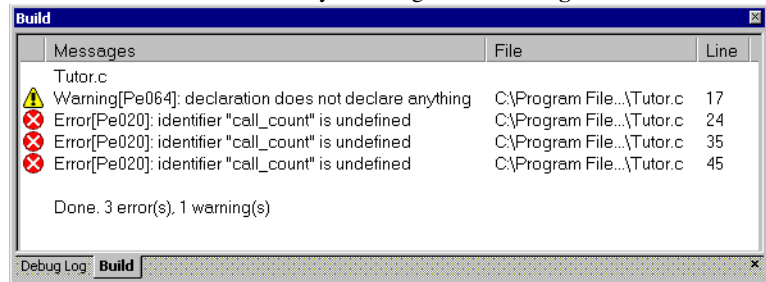 Build
Messages File Line
Tutor.c
Warning[Pe064]: declaration does not declare anything C:\Program File...\Tutor.c 17
Error[Pe020]: identifier "call_count" is undefined C:\Program File...\Tutor.c 24
Error[Pe020]: identifier "call_count" is undefined C:\Program File...\Tutor.c 35
Error[Pe020]: identifier "call_count" is undefined C:\Program File...\Tutor.c 45
Done. 3 error(s), 1 warning(s)
Debug Log Build